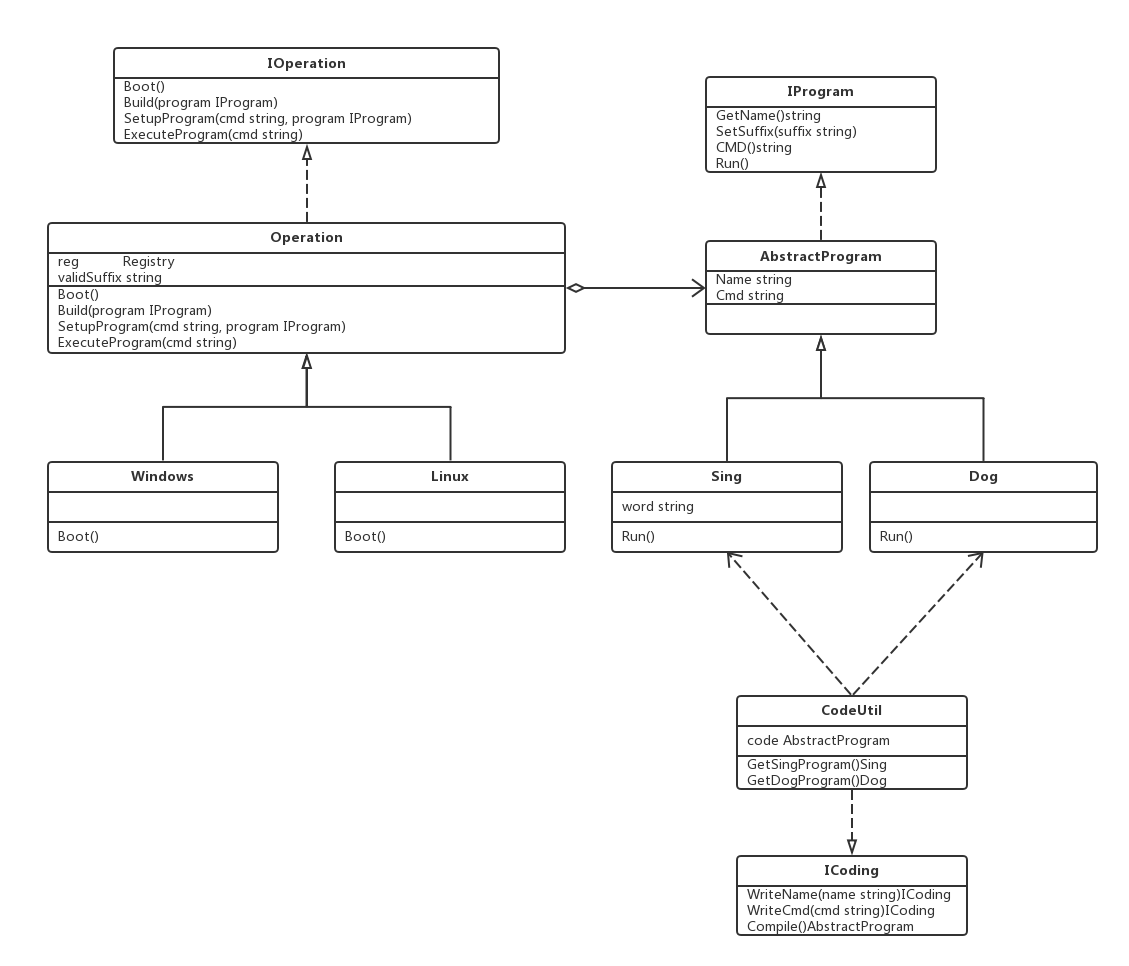 IOperation
Boot()
Build(program IProgram)
SetupProgram(cmd string, program IProgram)
ExecuteProgram(cmd string)
IProgram
GetName()string
SetSuffix(suffix string)
CMD()string
Run()
Operation
reg Registry
validSuffix string
Boot()
Build(program IProgram)
SetupProgram(cmd string, program IProgram)
ExecuteProgram(cmd string)
AbstractProgram
Name string
Cmd string
Windows
Boot()
Linux
Boot()
Sing
word string
Run()
Dog
Run()
CodeUtil
code AbstractProgram
GetSingProgram()Sing
GetDogProgram()Dog
ICoding
WriteName(name string)ICoding
WriteCmd(cmd string)ICoding
Compile()AbstractProgram